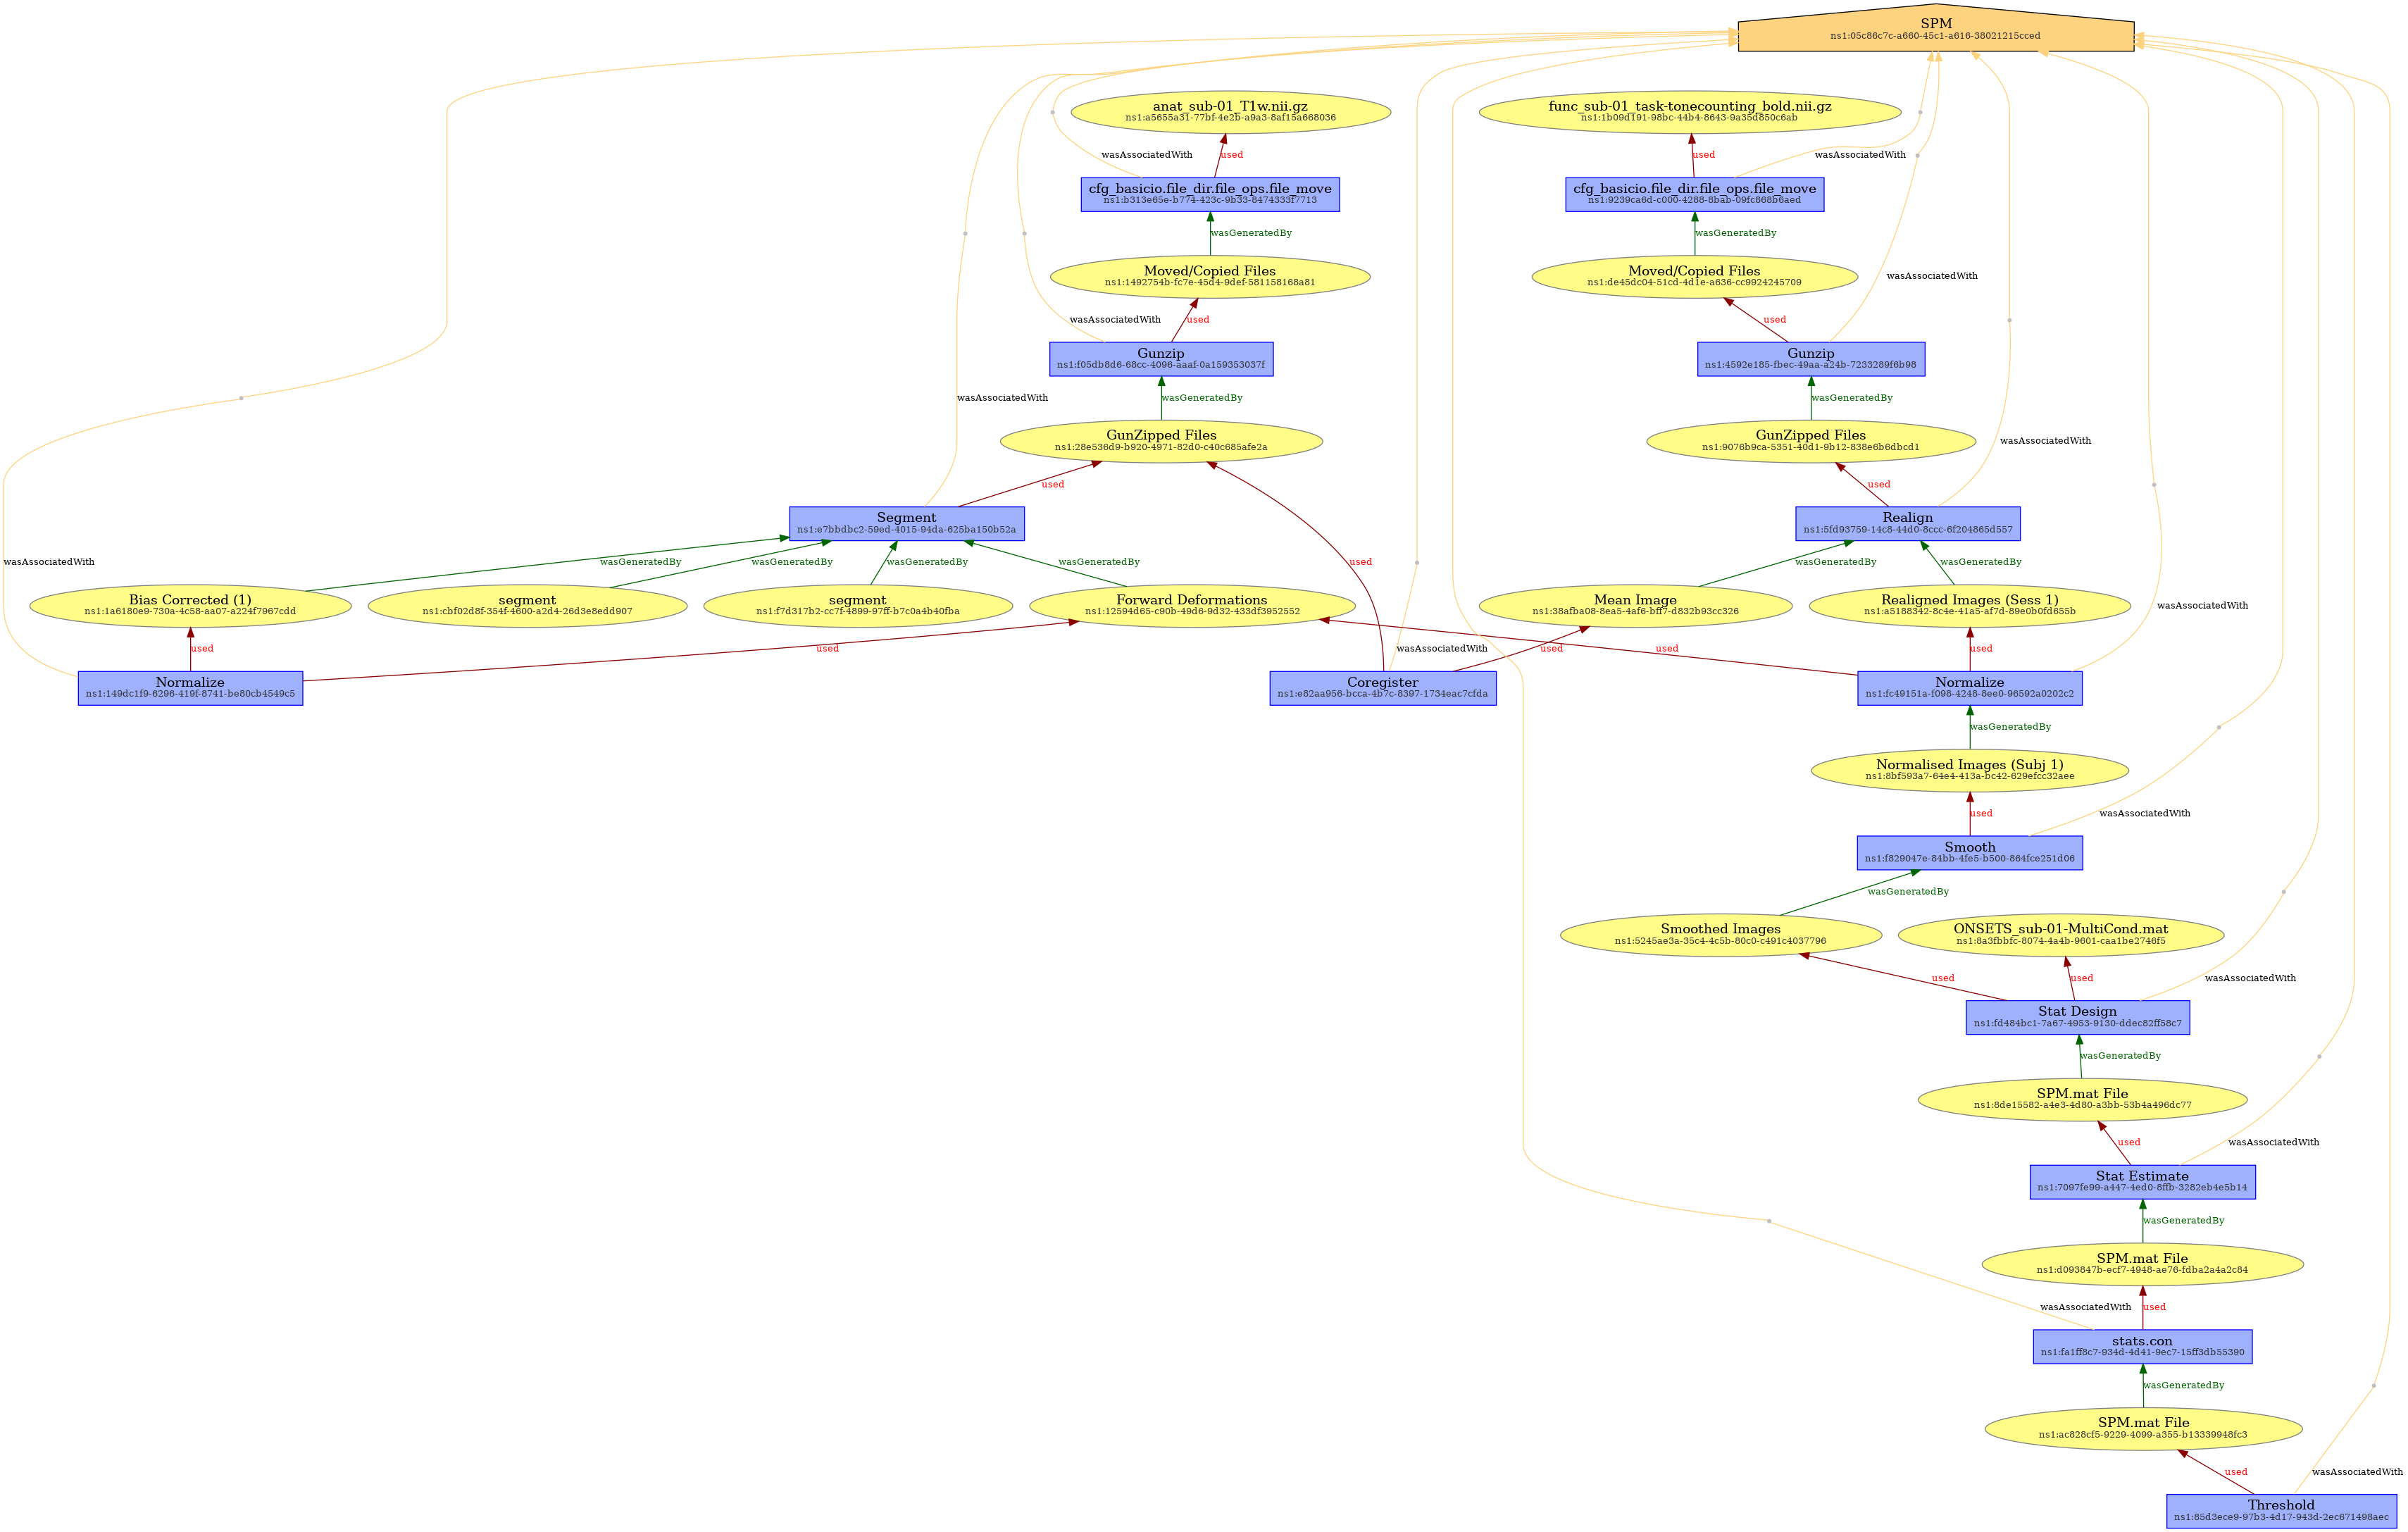 SPM
ns1:05c86c7c-a660-45c1-a616-38021215cced
anat_sub-01_T1w.nii.gz
ns1:a5655a31-77bf-4e2b-a9a3-8af15a668036
func_sub-01_task-tonecounting_bold.nii.gz
ns1:1b09d191-98bc-44b4-8643-9a35d850c6ab
wasAssociatedWith
used
used
wasAssociatedWith
cfg_basicio.file_dir.file_ops.file_move
ns1:b313e65e-b774-423c-9b33-8474333f7713
cfg_basicio.file_dir.file_ops.file_move
ns1:9239ca6d-c000-4288-8bab-09fc868b6aed
wasGeneratedBy
wasGeneratedBy
Moved/Copied Files
ns1:1492754b-fc7e-45d4-9def-581158168a81
Moved/Copied Files
ns1:de45dc04-51cd-4d1e-a636-cc9924245709
wasAssociatedWith
wasAssociatedWith
used
used
Gunzip
ns1:f05db8d6-68cc-4096-aaaf-0a159353037f
Gunzip
ns1:4592e185-fbec-49aa-a24b-7233289f6b98
wasAssociatedWith
wasGeneratedBy
wasGeneratedBy
GunZipped Files
ns1:28e536d9-b920-4971-82d0-c40c685afe2a
GunZipped Files
ns1:9076b9ca-5351-40d1-9b12-838e6b6dbcd1
wasAssociatedWith
used
used
Segment
ns1:e7bbdbc2-59ed-4015-94da-625ba150b52a
Realign
ns1:5fd93759-14c8-44d0-8ccc-6f204865d557
wasAssociatedWith
wasGeneratedBy
wasGeneratedBy
wasGeneratedBy
wasGeneratedBy
used
wasGeneratedBy
wasGeneratedBy
Bias Corrected (1)
ns1:1a6180e9-730a-4c58-aa07-a224f7967cdd
segment
ns1:cbf02d8f-354f-4600-a2d4-26d3e8edd907
segment
ns1:f7d317b2-cc7f-4899-97ff-b7c0a4b40fba
Forward Deformations
ns1:12594d65-c90b-49d6-9d32-433df3952552
Mean Image
ns1:38afba08-8ea5-4af6-bff7-d832b93cc326
Realigned Images (Sess 1)
ns1:a5188342-8c4e-41a5-af7d-89e0b0fd655b
wasAssociatedWith
used
used
wasAssociatedWith
used
used
used
Normalize
ns1:149dc1f9-6296-419f-8741-be80cb4549c5
Coregister
ns1:e82aa956-bcca-4b7c-8397-1734eac7cfda
Normalize
ns1:fc49151a-f098-4248-8ee0-96592a0202c2
wasGeneratedBy
Normalised Images (Subj 1)
ns1:8bf593a7-64e4-413a-bc42-629efcc32aee
used
wasAssociatedWith
Smooth
ns1:f829047e-84bb-4fe5-b500-864fce251d06
wasGeneratedBy
Smoothed Images
ns1:5245ae3a-35c4-4c5b-80c0-c491c4037796
ONSETS_sub-01-MultiCond.mat
ns1:8a3fbbfc-8074-4a4b-9601-caa1be2746f5
used
used
wasAssociatedWith
Stat Design
ns1:fd484bc1-7a67-4953-9130-ddec82ff58c7
wasGeneratedBy
SPM.mat File
ns1:8de15582-a4e3-4d80-a3bb-53b4a496dc77
used
wasAssociatedWith
Stat Estimate
ns1:7097fe99-a447-4ed0-8ffb-3282eb4e5b14
wasGeneratedBy
SPM.mat File
ns1:d093847b-ecf7-4948-ae76-fdba2a4a2c84
wasAssociatedWith
used
stats.con
ns1:fa1ff8c7-934d-4d41-9ec7-15ff3db55390
wasGeneratedBy
SPM.mat File
ns1:ac828cf5-9229-4099-a355-b13339948fc3
used
wasAssociatedWith
Threshold
ns1:85d3ece9-97b3-4d17-943d-2ec671498aec